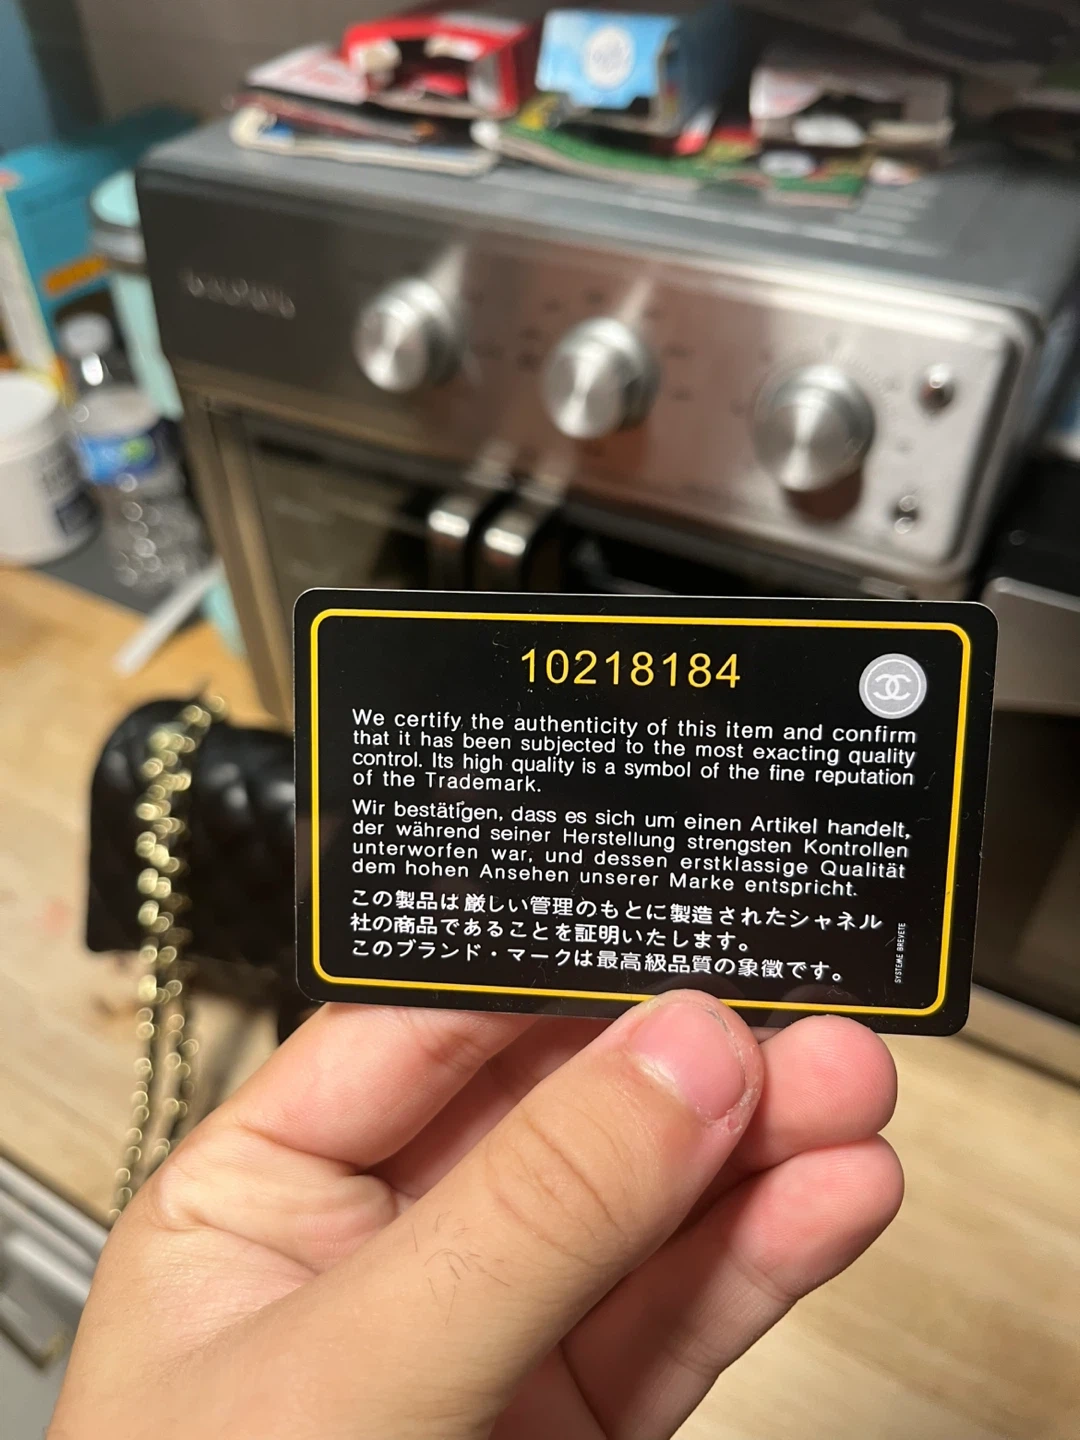 10218184
We certify the authenticity of this item and confirm
that it has been subjected to the most exacting quality
control. Its high quality is a symbol of the fine reputation
of the Trademark.
Wir bestätigen, dass es sich um einen Artikel handelt,
der während seiner Herstellung strengsten Kontrollen
unterworfen war, und dessen erstklassige Qualität
dem hohen Ansehen unserer Marke entspricht.
この製品は厳しい管理のもとに製造されたシャネル
社の商品であることを証明いたします。
このブランド・マークは最高級品質の象徴です。
SYSTEME BREVETE